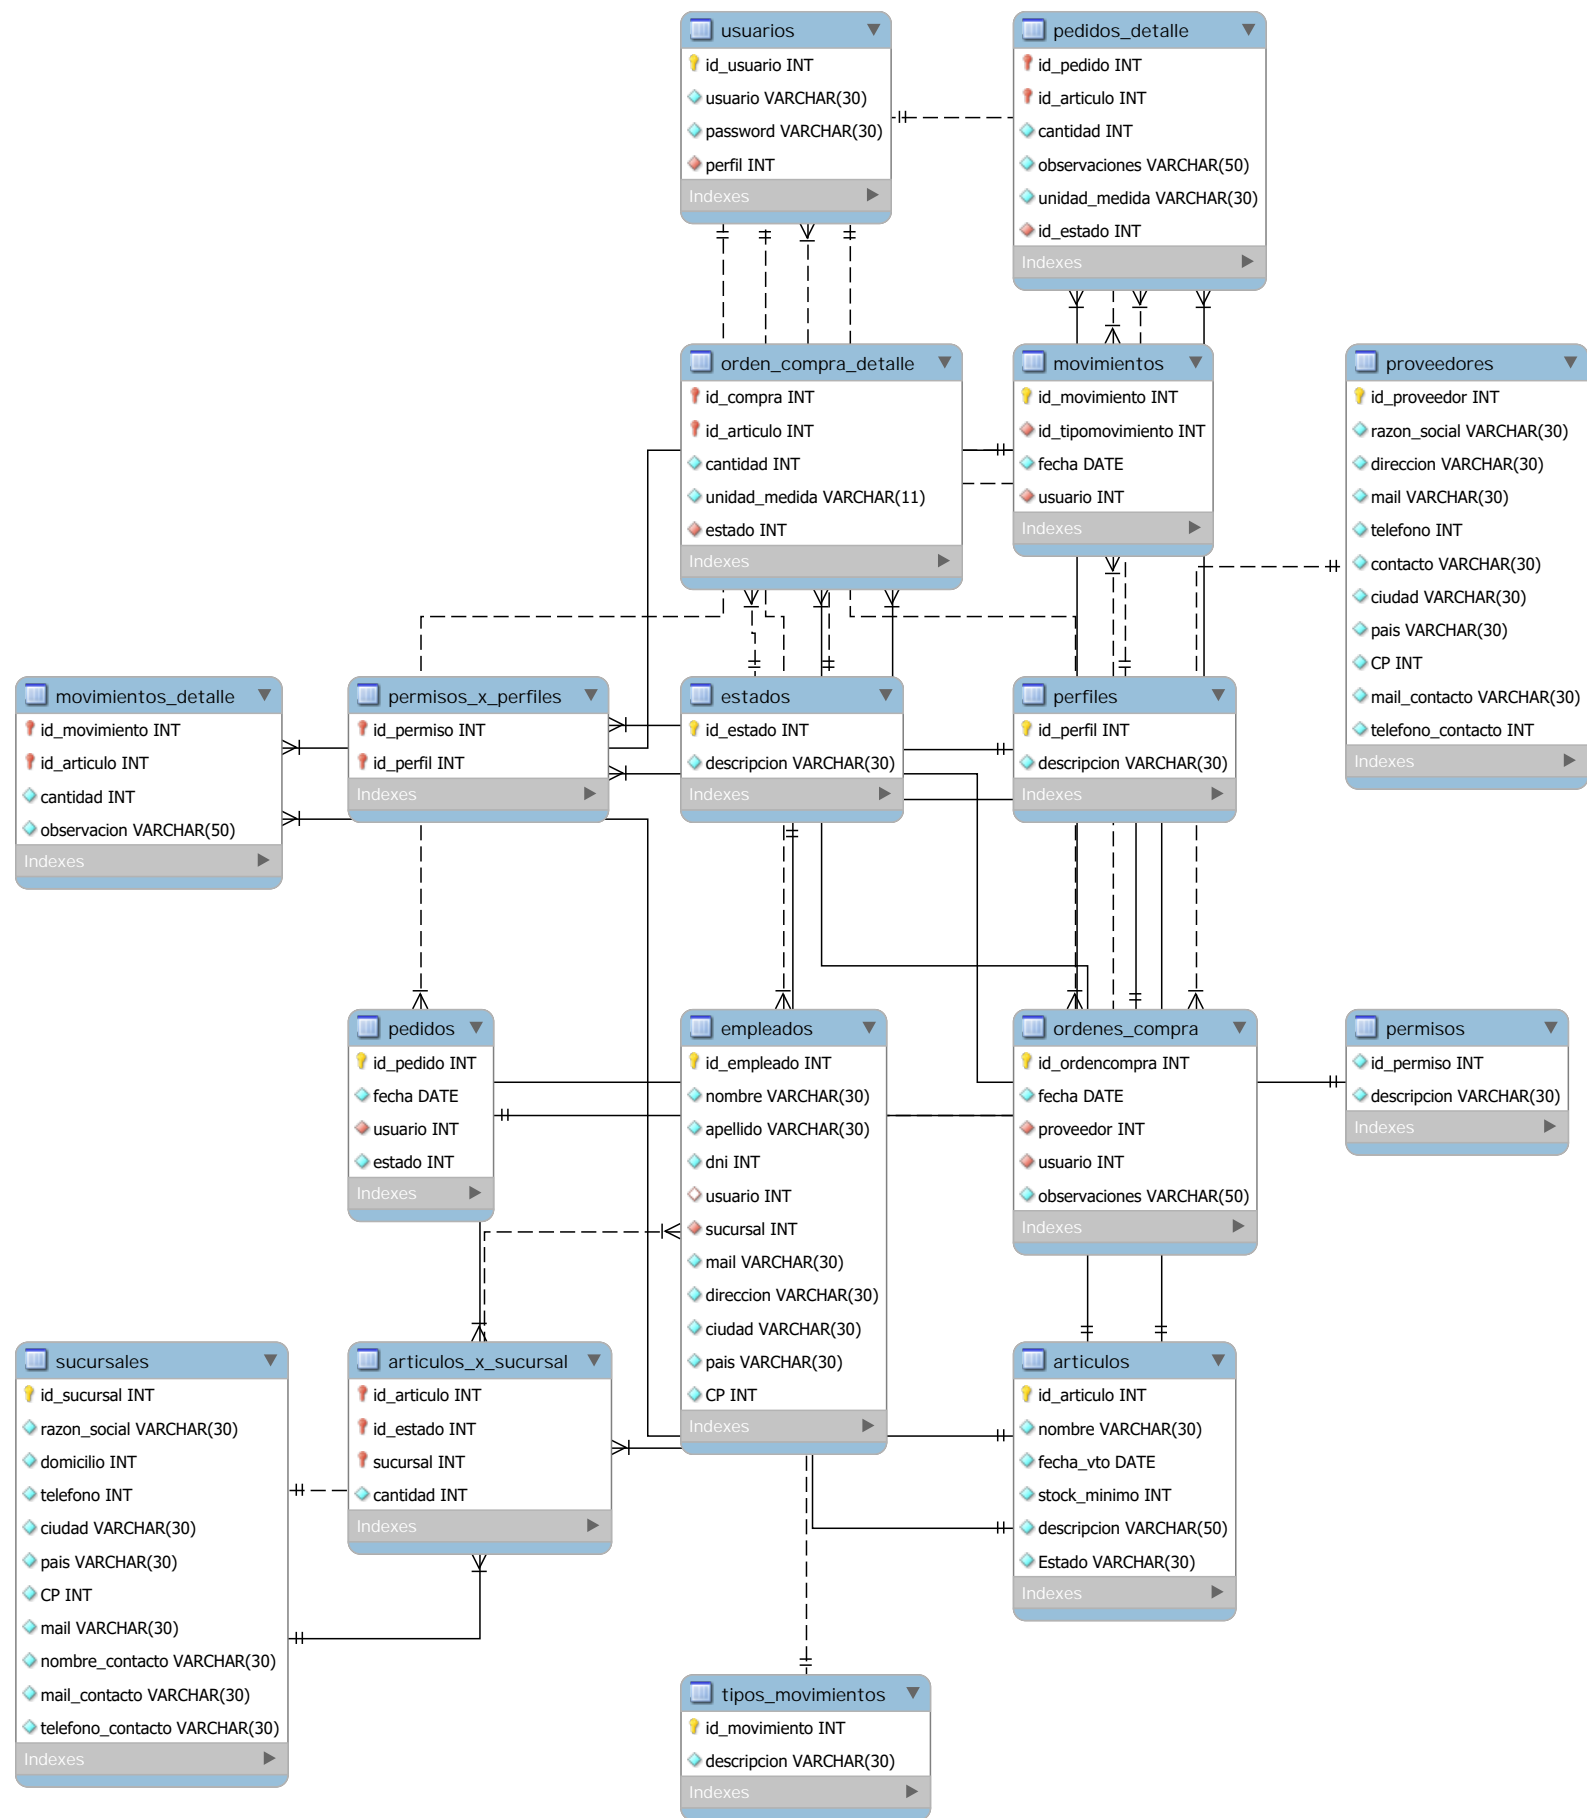 usuarios
id_usuario INT
usuario VARCHAR(30)
password VARCHAR(30)
perfil INT
Indexes
pedidos_detalle
id_pedido INT
id_articulo INT
cantidad INT
observaciones VARCHAR(50)
unidad_medida VARCHAR(30)
id_estado INT
Indexes
orden_compra_detalle
id_compra INT
id_articulo INT
cantidad INT
unidad_medida VARCHAR(11)
estado INT
Indexes
movimientos
id_movimiento INT
id_tipomovimiento INT
fecha DATE
usuario INT
Indexes
proveedores
id_proveedor INT
razon_social VARCHAR(30)
direccion VARCHAR(30)
mail VARCHAR(30)
telefono INT
contacto VARCHAR(30)
ciudad VARCHAR(30)
pais VARCHAR(30)
CP INT
mail_contacto VARCHAR(30)
telefono_contacto INT
Indexes
movimientos_detalle
id_movimiento INT
id_articulo INT
cantidad INT
observacion VARCHAR(50)
Indexes
permisos_x_perfiles
id_permiso INT
id_perfil INT
Indexes
estados
id_estado INT
descripcion VARCHAR(30)
Indexes
perfiles
id_perfil INT
descripcion VARCHAR(30)
Indexes
pedidos
id_pedido INT
fecha DATE
usuario INT
estado INT
Indexes
empleados
id_empleado INT
nombre VARCHAR(30)
apellido VARCHAR(30)
dni INT
usuario INT
sucursal INT
mail VARCHAR(30)
direccion VARCHAR(30)
ciudad VARCHAR(30)
pais VARCHAR(30)
CP INT
Indexes
ordenes_compra
id_ordencompra INT
fecha DATE
proveedor INT
usuario INT
observaciones VARCHAR(50)
Indexes
permisos
id_permiso INT
descripcion VARCHAR(30)
Indexes
sucursales
id_sucursal INT
razon_social VARCHAR(30)
domicilio INT
telefono INT
ciudad VARCHAR(30)
pais VARCHAR(30)
CP INT
mail VARCHAR(30)
nombre_contacto VARCHAR(30)
mail_contacto VARCHAR(30)
telefono_contacto VARCHAR(30)
Indexes
articulos_x_sucursal
id_articulo INT
id_estado INT
sucursal INT
cantidad INT
Indexes
articulos
id_articulo INT
nombre VARCHAR(30)
fecha_vto DATE
stock_minimo INT
descripcion VARCHAR(50)
Estado VARCHAR(30)
Indexes
tipos_movimientos
id_movimiento INT
descripcion VARCHAR(30)
Indexes